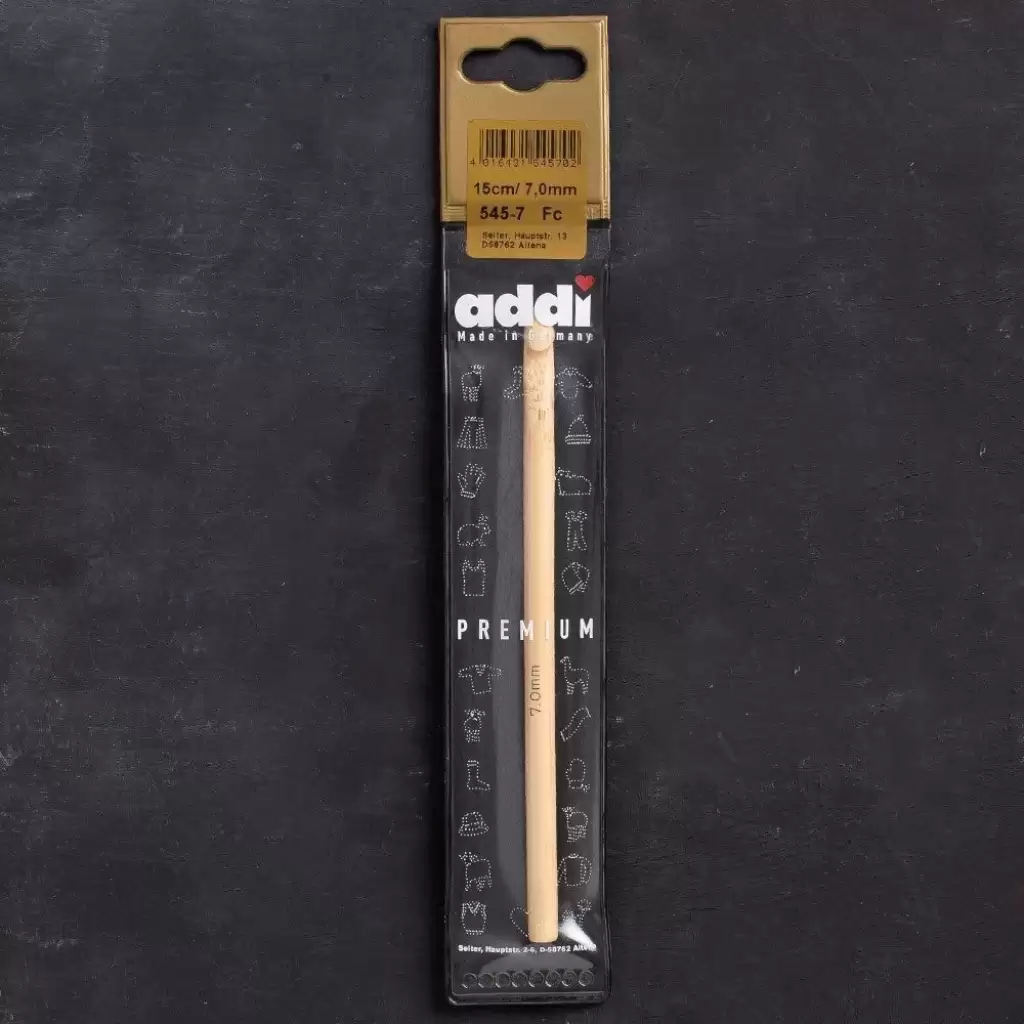 4 016121 545702
15cm/ 7,0mm
545-7 Fc
Selter, Hauptstr. 13
D58762 Altena
addi
Made in Germany
PREMIUM
7.0mm
Selter, Hauptstr. 2-6, D-58762 Altena